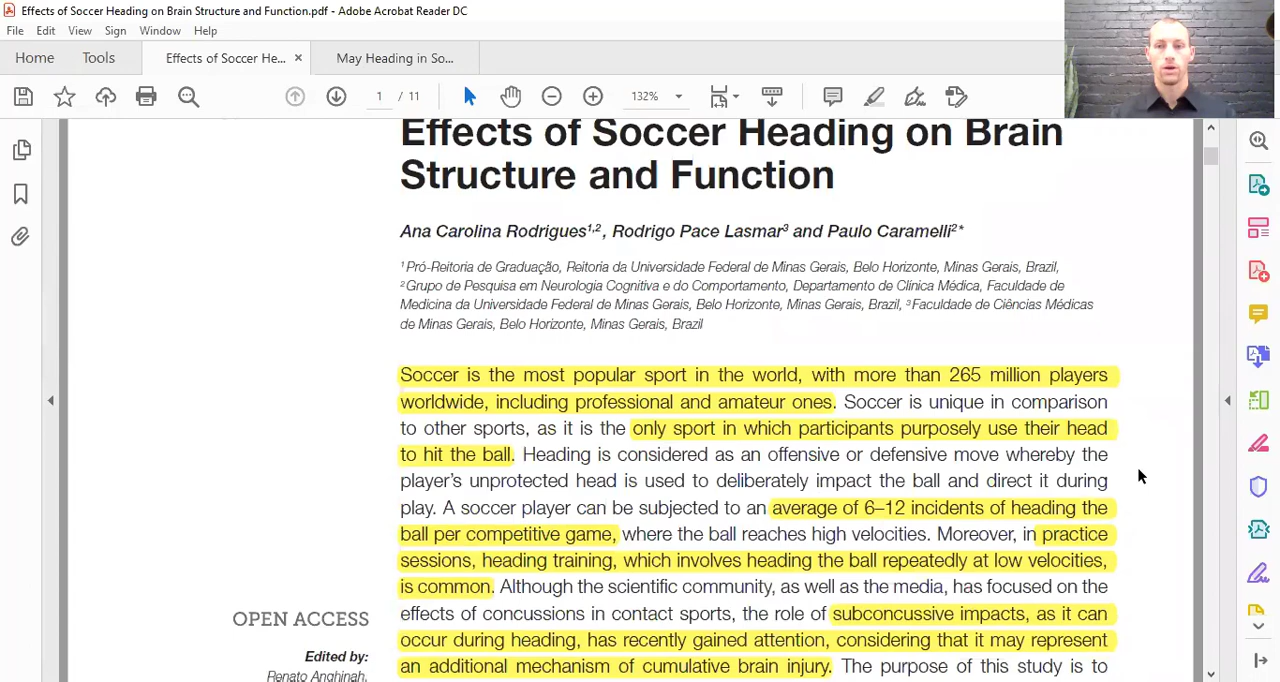 Effects of Soccer Heading on Brain Structure and Function.pdf - Adobe Acrobat Reader DC
File Edit View Sign Window Help
Home Tools Effects of Soccer He... × May Heading in So...
1 / 11 132%
Effects of Soccer Heading on Brain
Structure and Function
Ana Carolina Rodrigues1,2, Rodrigo Pace Lasmar3 and Paulo Caramelli2*
1Pró-Reitoria de Graduação, Reitoria da Universidade Federal de Minas Gerais, Belo Horizonte, Minas Gerais, Brazil,
2Grupo de Pesquisa em Neurologia Cognitiva e do Comportamento, Departamento de Clínica Médica, Faculdade de
Medicina da Universidade Federal de Minas Gerais, Belo Horizonte, Minas Gerais, Brazil, 3Faculdade de Ciências Médicas
de Minas Gerais, Belo Horizonte, Minas Gerais, Brazil
Soccer is the most popular sport in the world, with more than 265 million players
worldwide, including professional and amateur ones. Soccer is unique in comparison
to other sports, as it is the only sport in which participants purposely use their head
to hit the ball. Heading is considered as an offensive or defensive move whereby the
player's unprotected head is used to deliberately impact the ball and direct it during
play. A soccer player can be subjected to an average of 6–12 incidents of heading the
ball per competitive game, where the ball reaches high velocities. Moreover, in practice
sessions, heading training, which involves heading the ball repeatedly at low velocities,
is common. Although the scientific community, as well as the media, has focused on the
effects of concussions in contact sports, the role of subconcussive impacts, as it can
occur during heading, has recently gained attention, considering that it may represent
an additional mechanism of cumulative brain injury. The purpose of this study is to
OPEN ACCESS
Edited by:
Renato Anghinah,